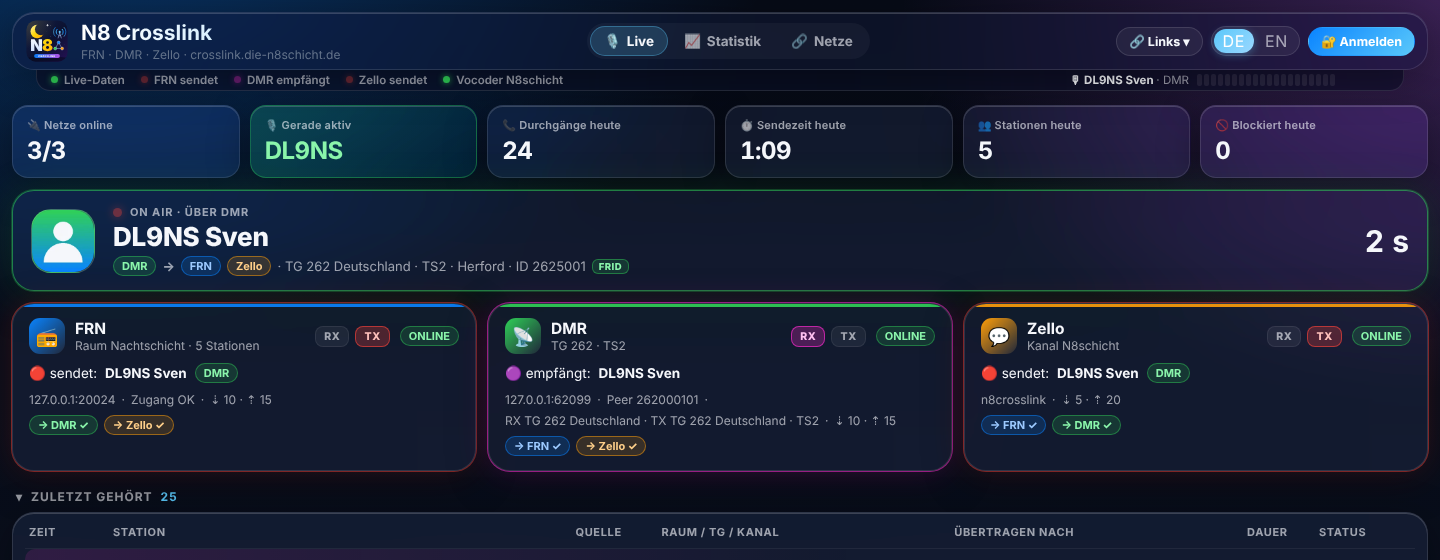 N8 Crosslink
FRN · DMR · Zello · crosslink.die-n8schicht.de
Live
Statistik
Netze
Links ▾
DE EN
Anmelden
Live-Daten FRN sendet DMR empfängt Zello sendet Vocoder N8schicht
DL9NS Sven · DMR
Netze online
3/3
Gerade aktiv
DL9NS
Durchgänge heute
24
Sendezeit heute
1:09
Stationen heute
5
Blockiert heute
0
ON AIR · ÜBER DMR
DL9NS Sven
DMR → FRN Zello · TG 262 Deutschland · TS2 · Herford · ID 2625001 FRID
2 s
FRN
Raum Nachtschicht · 5 Stationen
RX TX ONLINE
sendet: DL9NS Sven DMR
127.0.0.1:20024 · Zugang OK · ↓ 10 · ↑ 15
→ DMR ✓ → Zello ✓
DMR
TG 262 · TS2
RX TX ONLINE
empfängt: DL9NS Sven
127.0.0.1:62099 · Peer 262000101 ·
RX TG 262 Deutschland · TX TG 262 Deutschland · TS2 · ↓ 10 · ↑ 15
→ FRN ✓ → Zello ✓
Zello
Kanal N8schicht
RX TX ONLINE
sendet: DL9NS Sven DMR
n8crosslink · ↓ 5 · ↑ 20
→ FRN ✓ → DMR ✓
▾ ZULETZT GEHÖRT 25
ZEIT STATION QUELLE RAUM / TG / KANAL ÜBERTRAGEN NACH DAUER STATUS